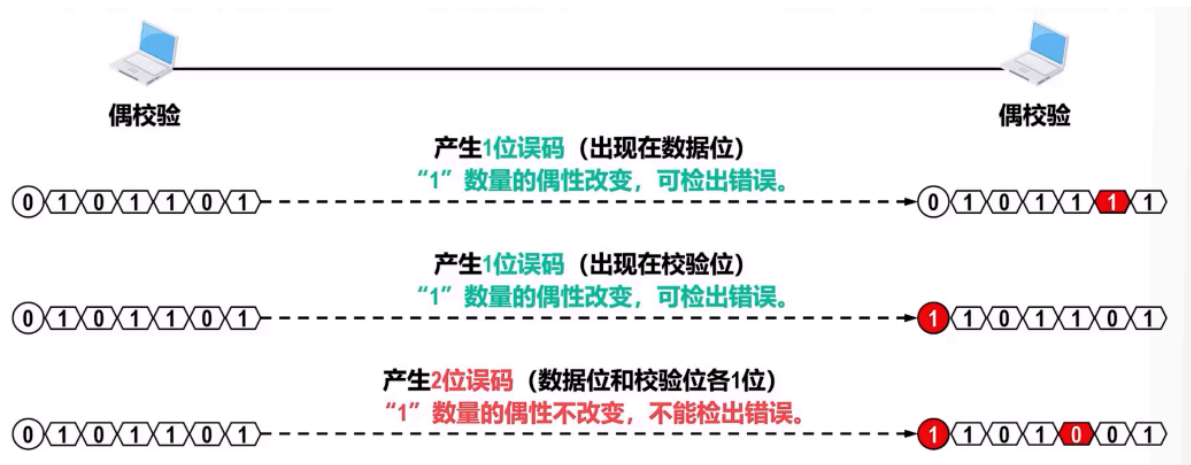 偶校验
偶校验
产生1位误码（出现在数据位）
“1”数量的偶性改变，可检出错误。
0 1 0 1 1 0 1
0 1 0 1 1 1 1
产生1位误码（出现在校验位）
“1”数量的偶性改变，可检出错误。
0 1 0 1 1 0 1
1 1 0 1 1 0 1
产生2位误码（数据位和校验位各1位）
“1”数量的偶性不改变，不能检出错误。
0 1 0 1 1 0 1
1 1 0 1 0 0 1